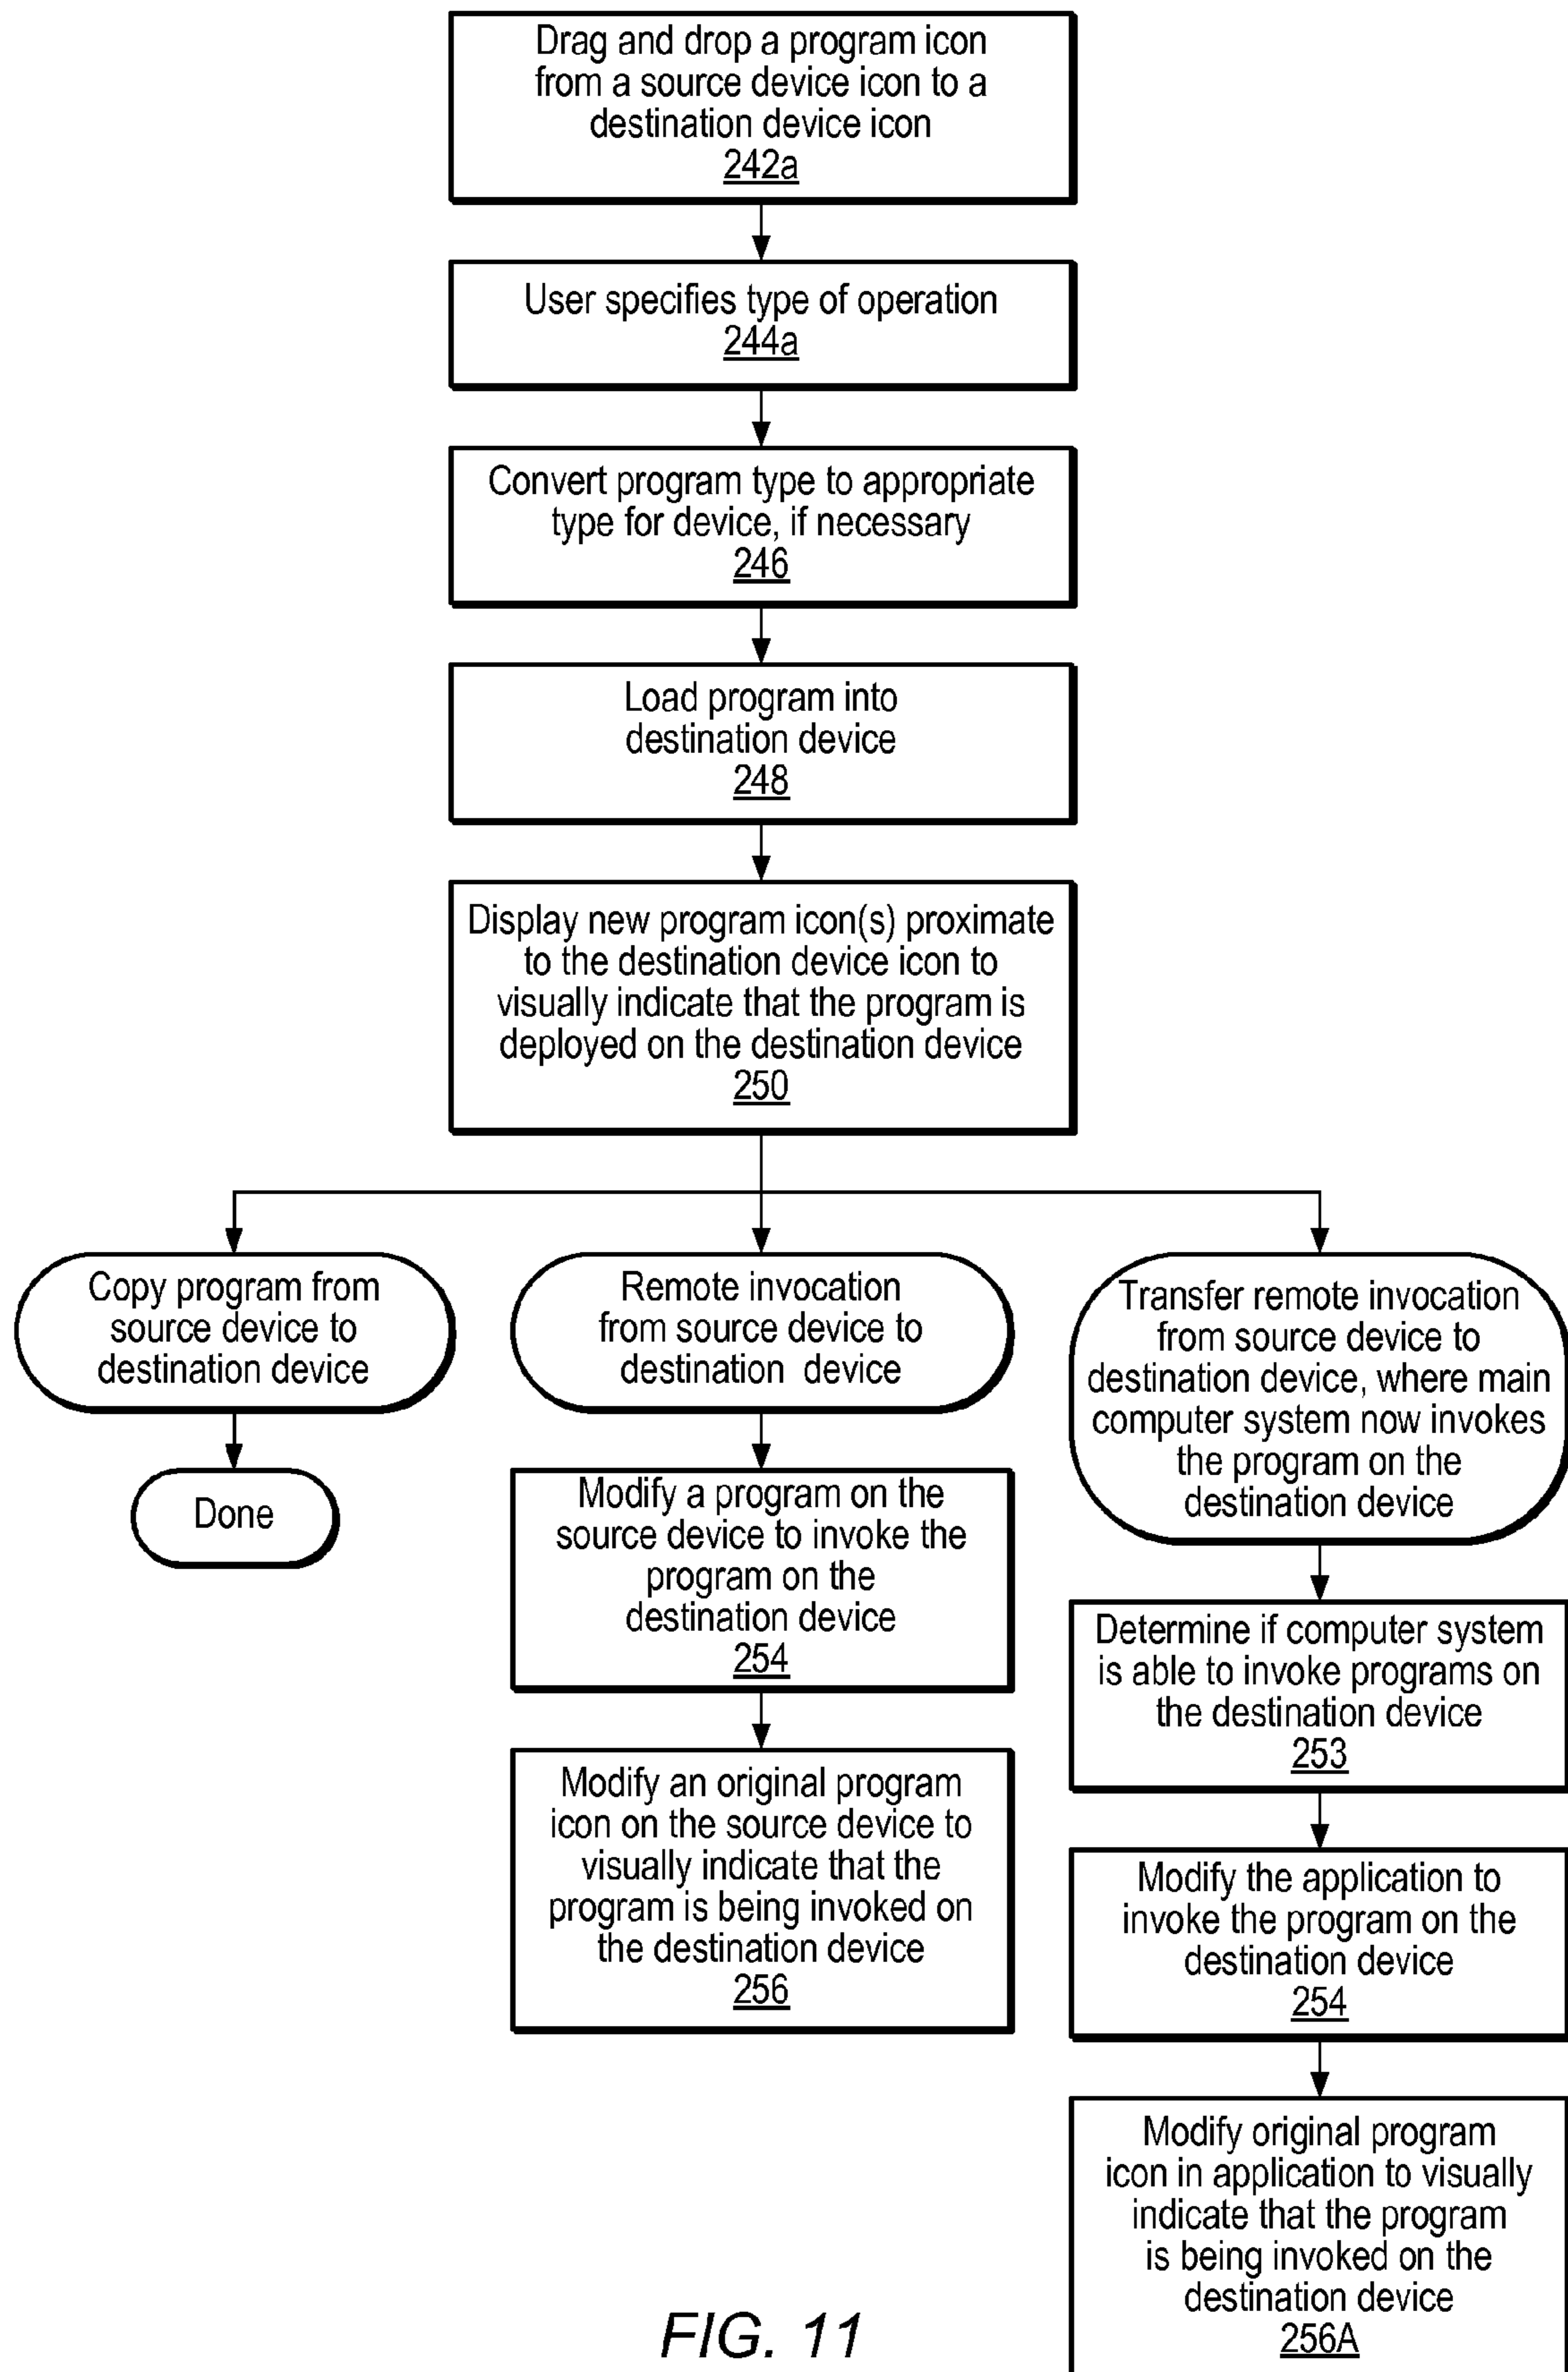 Drag and drop a program icon
from a source device icon to a
destination device icon
242a
User specifies type of operation
244a
Convert program type to appropriate
type for device, if necessary
246
Load program into
destination device
248
Display new program icon(s) proximate
to the destination device icon to
visually indicate that the program is
deployed on the destination device
250
Copy program from
source device to
destination device
Done
Remote invocation
from source device to
destination device
Modify a program on the
source device to invoke the
program on the
destination device
254
Modify an original program
icon on the source device to
visually indicate that the
program is being invoked on
the destination device
256
Transfer remote invocation
from source device to
destination device, where main
computer system now invokes
the program on the
destination device
Determine if computer system
is able to invoke programs on
the destination device
253
Modify the application to
invoke the program on the
destination device
254
Modify original program
icon in application to visually
indicate that the program
is being invoked on the
destination device
256A
FIG. 11